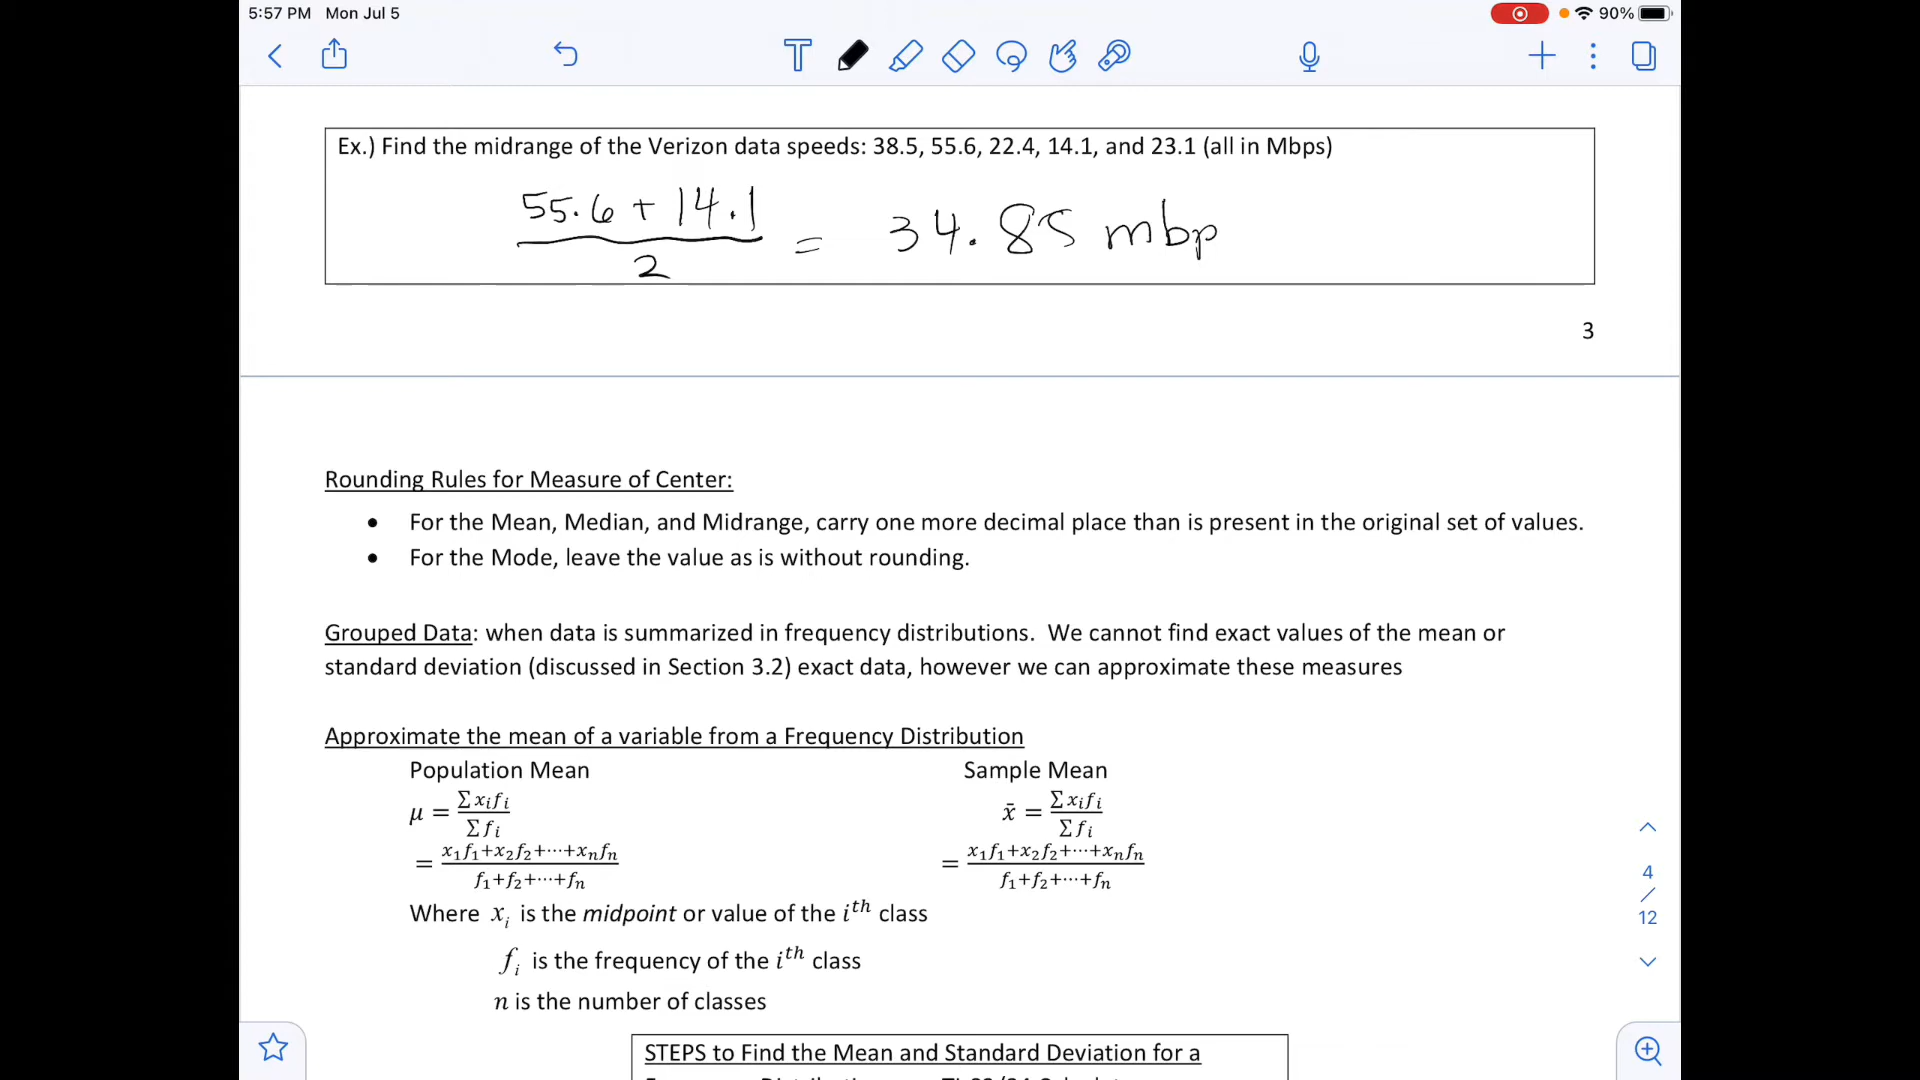 5:57 PM Mon Jul 5
90%
Ex.) Find the midrange of the Verizon data speeds: 38.5, 55.6, 22.4, 14.1, and 23.1 (all in Mbps)
55.6 + 14.1
2
= 34.85 mbp
3
Rounding Rules for Measure of Center:
• For the Mean, Median, and Midrange, carry one more decimal place than is present in the original set of values.
• For the Mode, leave the value as is without rounding.
Grouped Data: when data is summarized in frequency distributions. We cannot find exact values of the mean or
standard deviation (discussed in Section 3.2) exact data, however we can approximate these measures
Approximate the mean of a variable from a Frequency Distribution
Population Mean Sample Mean
μ = ∑xᵢfᵢ / ∑fᵢ x̄ = ∑xᵢfᵢ / ∑fᵢ
= x₁f₁+x₂f₂+⋯+xₙfₙ / f₁+f₂+⋯+fₙ = x₁f₁+x₂f₂+⋯+xₙfₙ / f₁+f₂+⋯+fₙ
Where xᵢ is the midpoint or value of the iᵗʰ class
fᵢ is the frequency of the iᵗʰ class
n is the number of classes
4
/
12
STEPS to Find the Mean and Standard Deviation for a